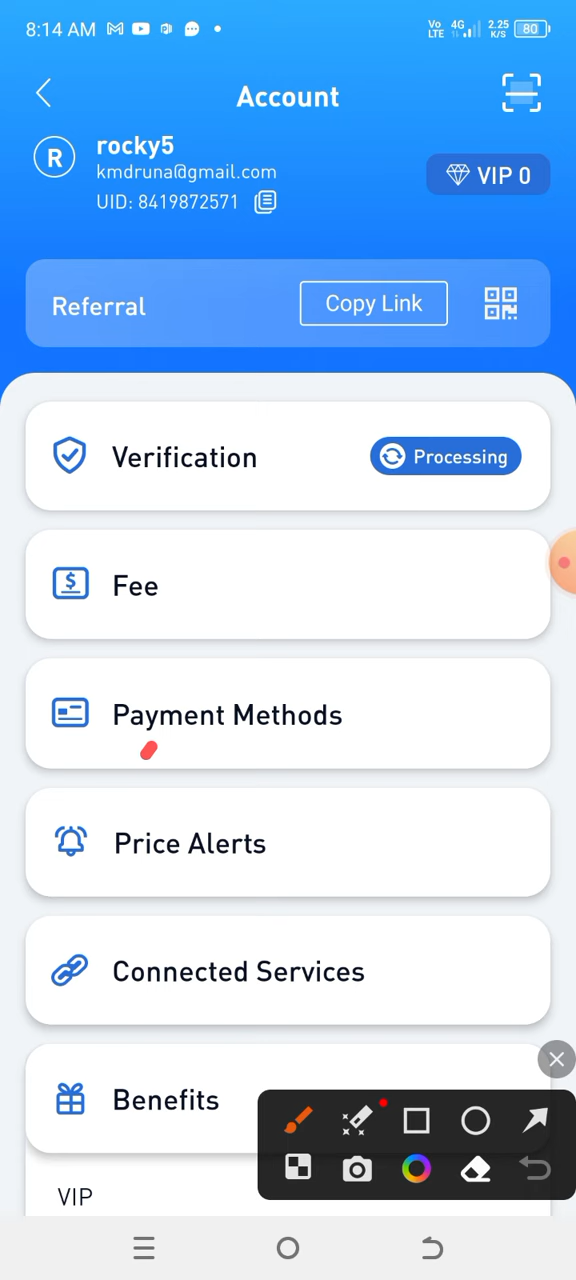 8:14 AM
Vo LTE 4G 2.25 K/S 80
Account
R
rocky5
kmdruna@gmail.com
VIP 0
UID: 8419872571
Referral
Copy Link
Verification
Processing
$
Fee
Payment Methods
Price Alerts
Connected Services
Benefits
VIP